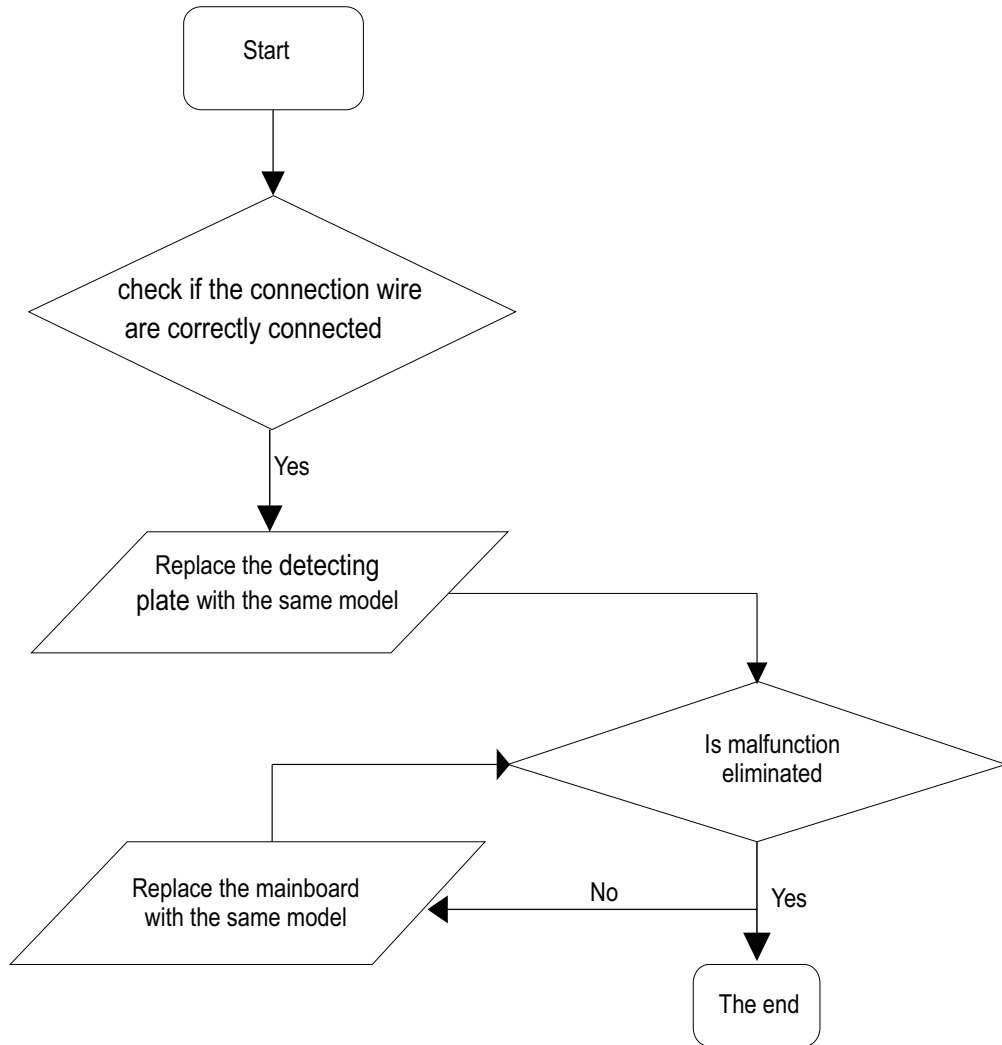 Start
check if the connection wire
are correctly connected
Yes
Replace the detecting
plate with the same model
Is malfunction
eliminated
Replace the mainboard
with the same model
No
Yes
The end